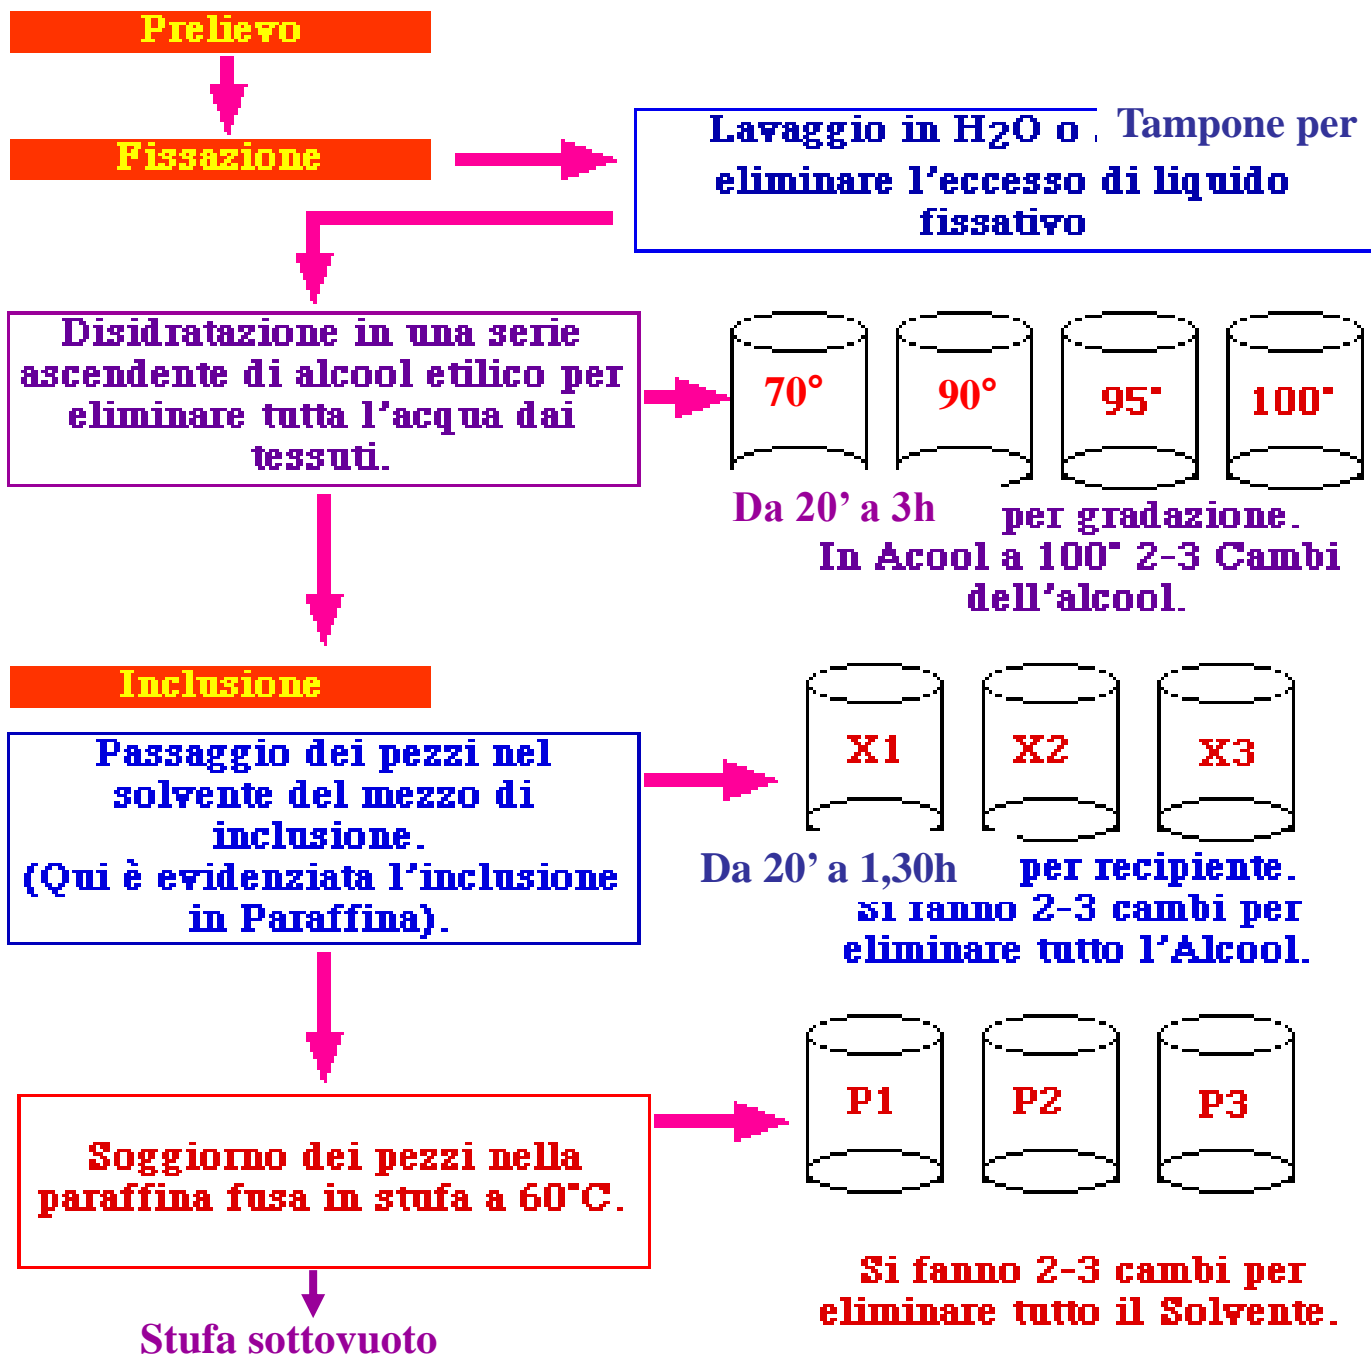 Prelievo
Fissazione
Lavaggio in H2O o . Tampone per
eliminare l'eccesso di liquido
fissativo
Disidratazione in una serie
ascendente di alcool etilico per
eliminare tutta l'acqua dai
tessuti.
70° 90° 95° 100°
Da 20’ a 3h per gradazione.
In Acool a 100° 2-3 Cambi
dell'alcool.
Inclusione
Passaggio dei pezzi nel
solvente del mezzo di
inclusione.
(Qui è evidenziata l'inclusione
in Paraffina).
X1 X2 X3
Da 20’ a 1,30h per recipiente.
Si fanno 2-3 cambi per
eliminare tutto l'Alcool.
Soggiorno dei pezzi nella
paraffina fusa in stufa a 60°C.
P1 P2 P3
Si fanno 2-3 cambi per
eliminare tutto il Solvente.
Stufa sottovuoto